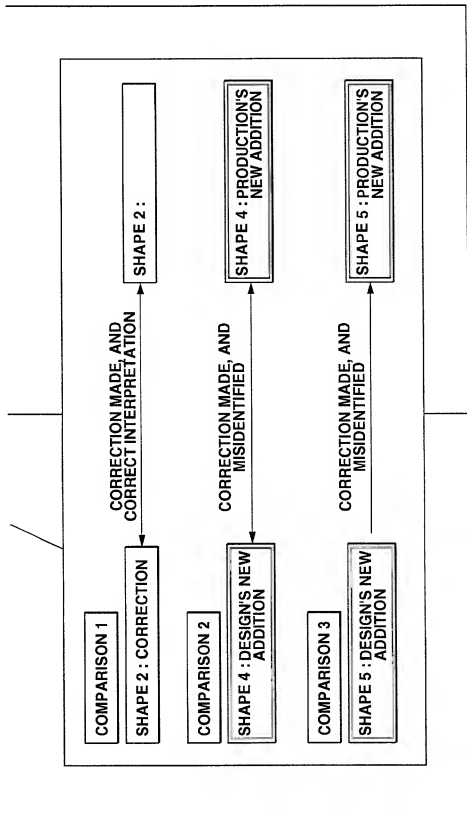 COMPARISON 1
SHAPE 2 : CORRECTION
CORRECTION MADE, AND
CORRECT INTERPRETATION
SHAPE 2 :
COMPARISON 2
SHAPE 4 : DESIGN'S NEW
ADDITION
CORRECTION MADE, AND
MISIDENTIFIED
SHAPE 4 : PRODUCTION'S
NEW ADDITION
COMPARISON 3
SHAPE 5 : DESIGN'S NEW
ADDITION
CORRECTION MADE, AND
MISIDENTIFIED
SHAPE 5 : PRODUCTION'S
NEW ADDITION